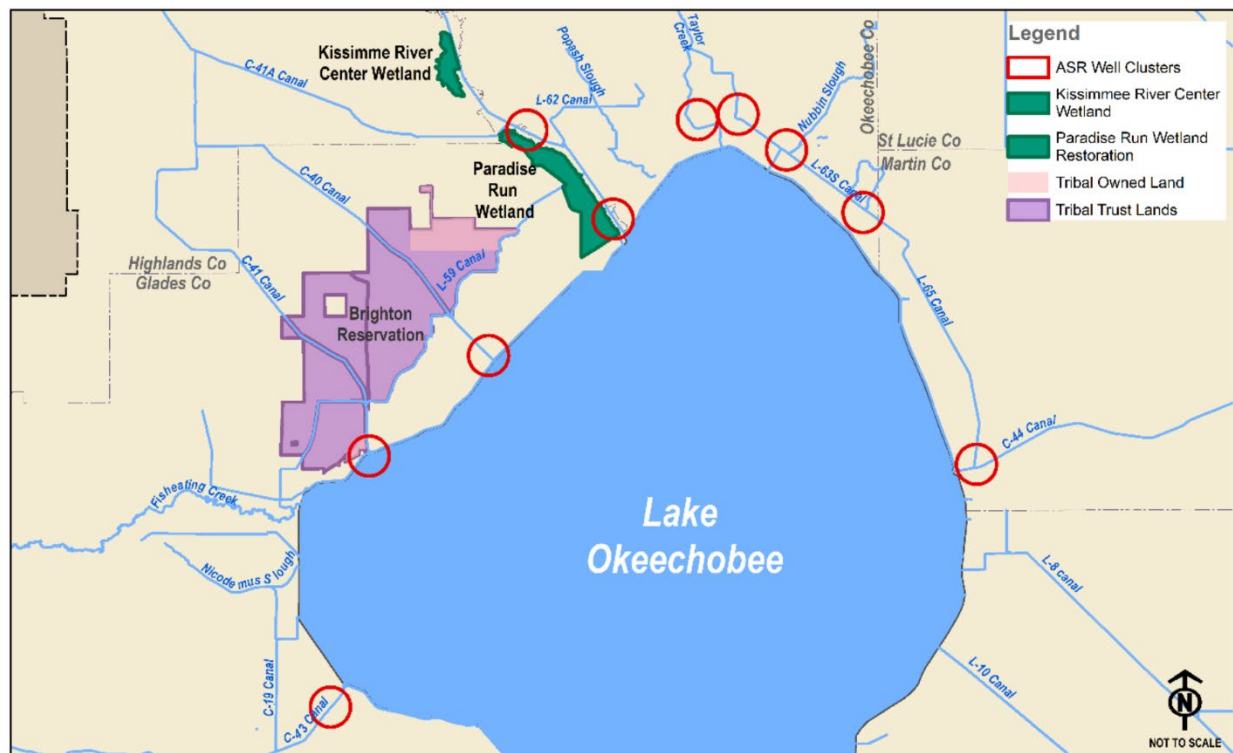 Kissimme River
Center Wetland
C-41A Canal
L-62 Canal
Popash Slough
Taylor
Creek
Nubbin Slough
Okeechobee Co
St Lucie Co
Martin Co
L-63S Canal
L-65 Canal
C-44 Canal
Paradise
Run
Wetland
C-40 Canal
L-59 Canal
C-41 Canal
Highlands Co
Glades Co
Brighton
Reservation
Fisheating Creek
Nicode mus S lough
C-19 Canal
C-43 Canal
Lake
Okeechobee
L-8 canal
L-10 Canal
Legend
ASR Well Clusters
Kissimmee River Center
Wetland
Paradise Run Wetland
Restoration
Tribal Owned Land
Tribal Trust Lands
N
NOT TO SCALE